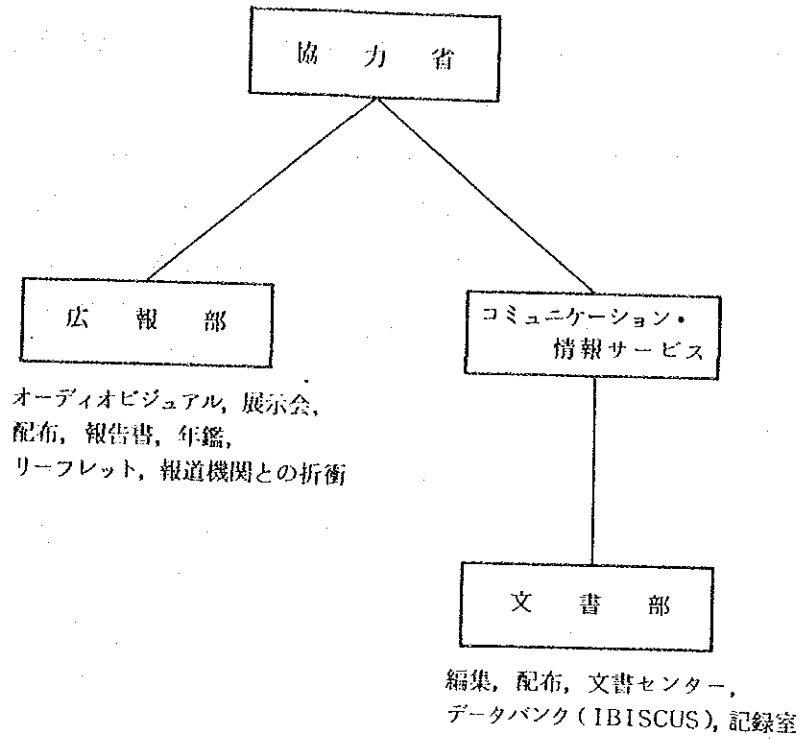 協力省
広報部
コミュニケーション・
情報サービス
オーディオビジュアル, 展示会,
配布, 報告書, 年鑑,
リーフレット, 報道機関との折衝
文書部
編集, 配布, 文書センター,
データバンク(IBISCUS), 記録室